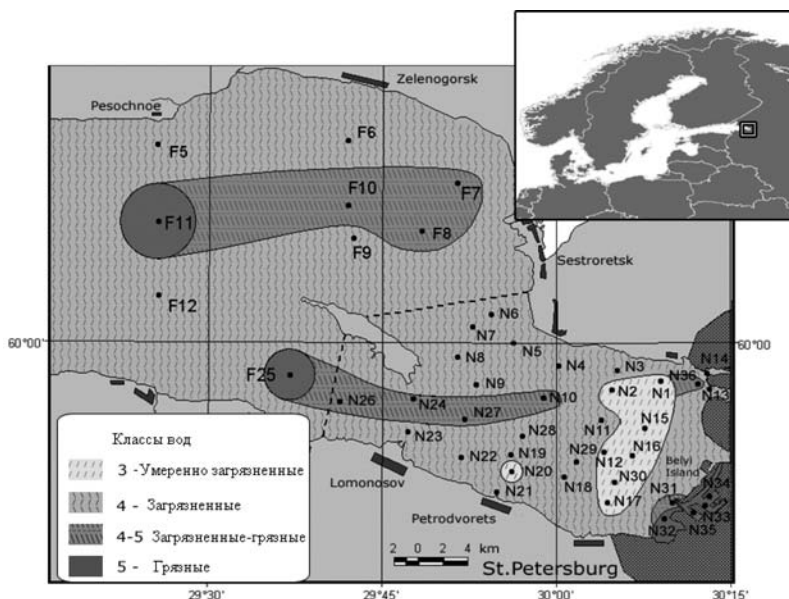 Zelenogorsk
Pesochnoe
F5
F6
F7
F10
F11
F8
F9
F12
Sestroretsk
N6
N7
N5
60°00'
60°00'
N8
N4
N3
N14
N36
F25
N9
N2
N1
N13
N26
N24
N10
N27
N15
N11
N23
N28
N29
N16
Классы вод
N22
N19
N12
Belyi
Island
3 -Умеренно загрязненные
N20
N30
N34
N18
N31
Lomonosov
N21
N17
N33
4 - Загрязненные
Petrodvorets
N32
N35
4-5 Загрязненные-грязные
2 0 2 4 km
5 - Грязные
St.Petersburg
29°30'
29°45'
30°00'
30°15'